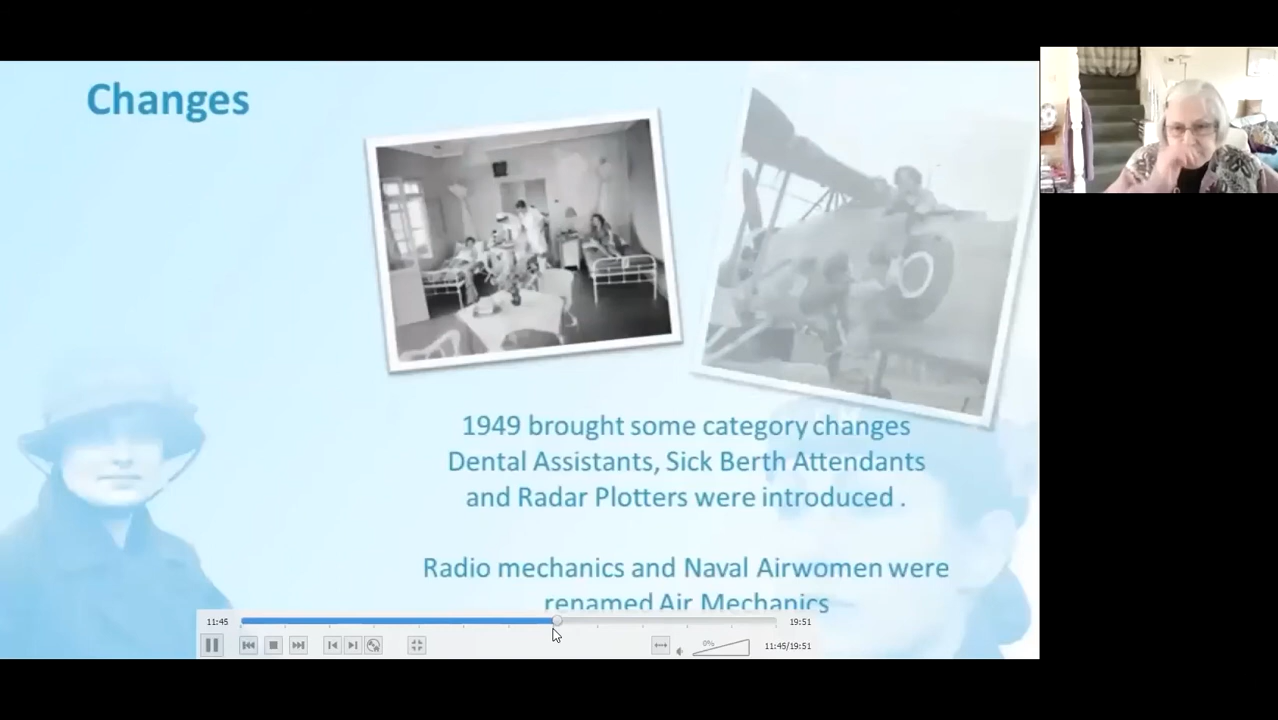 Changes
1949 brought some category changes
Dental Assistants, Sick Berth Attendants
and Radar Plotters were introduced .
Radio mechanics and Naval Airwomen were
renamed Air Mechanics
11:45
19:51
0%
11:45/19:51